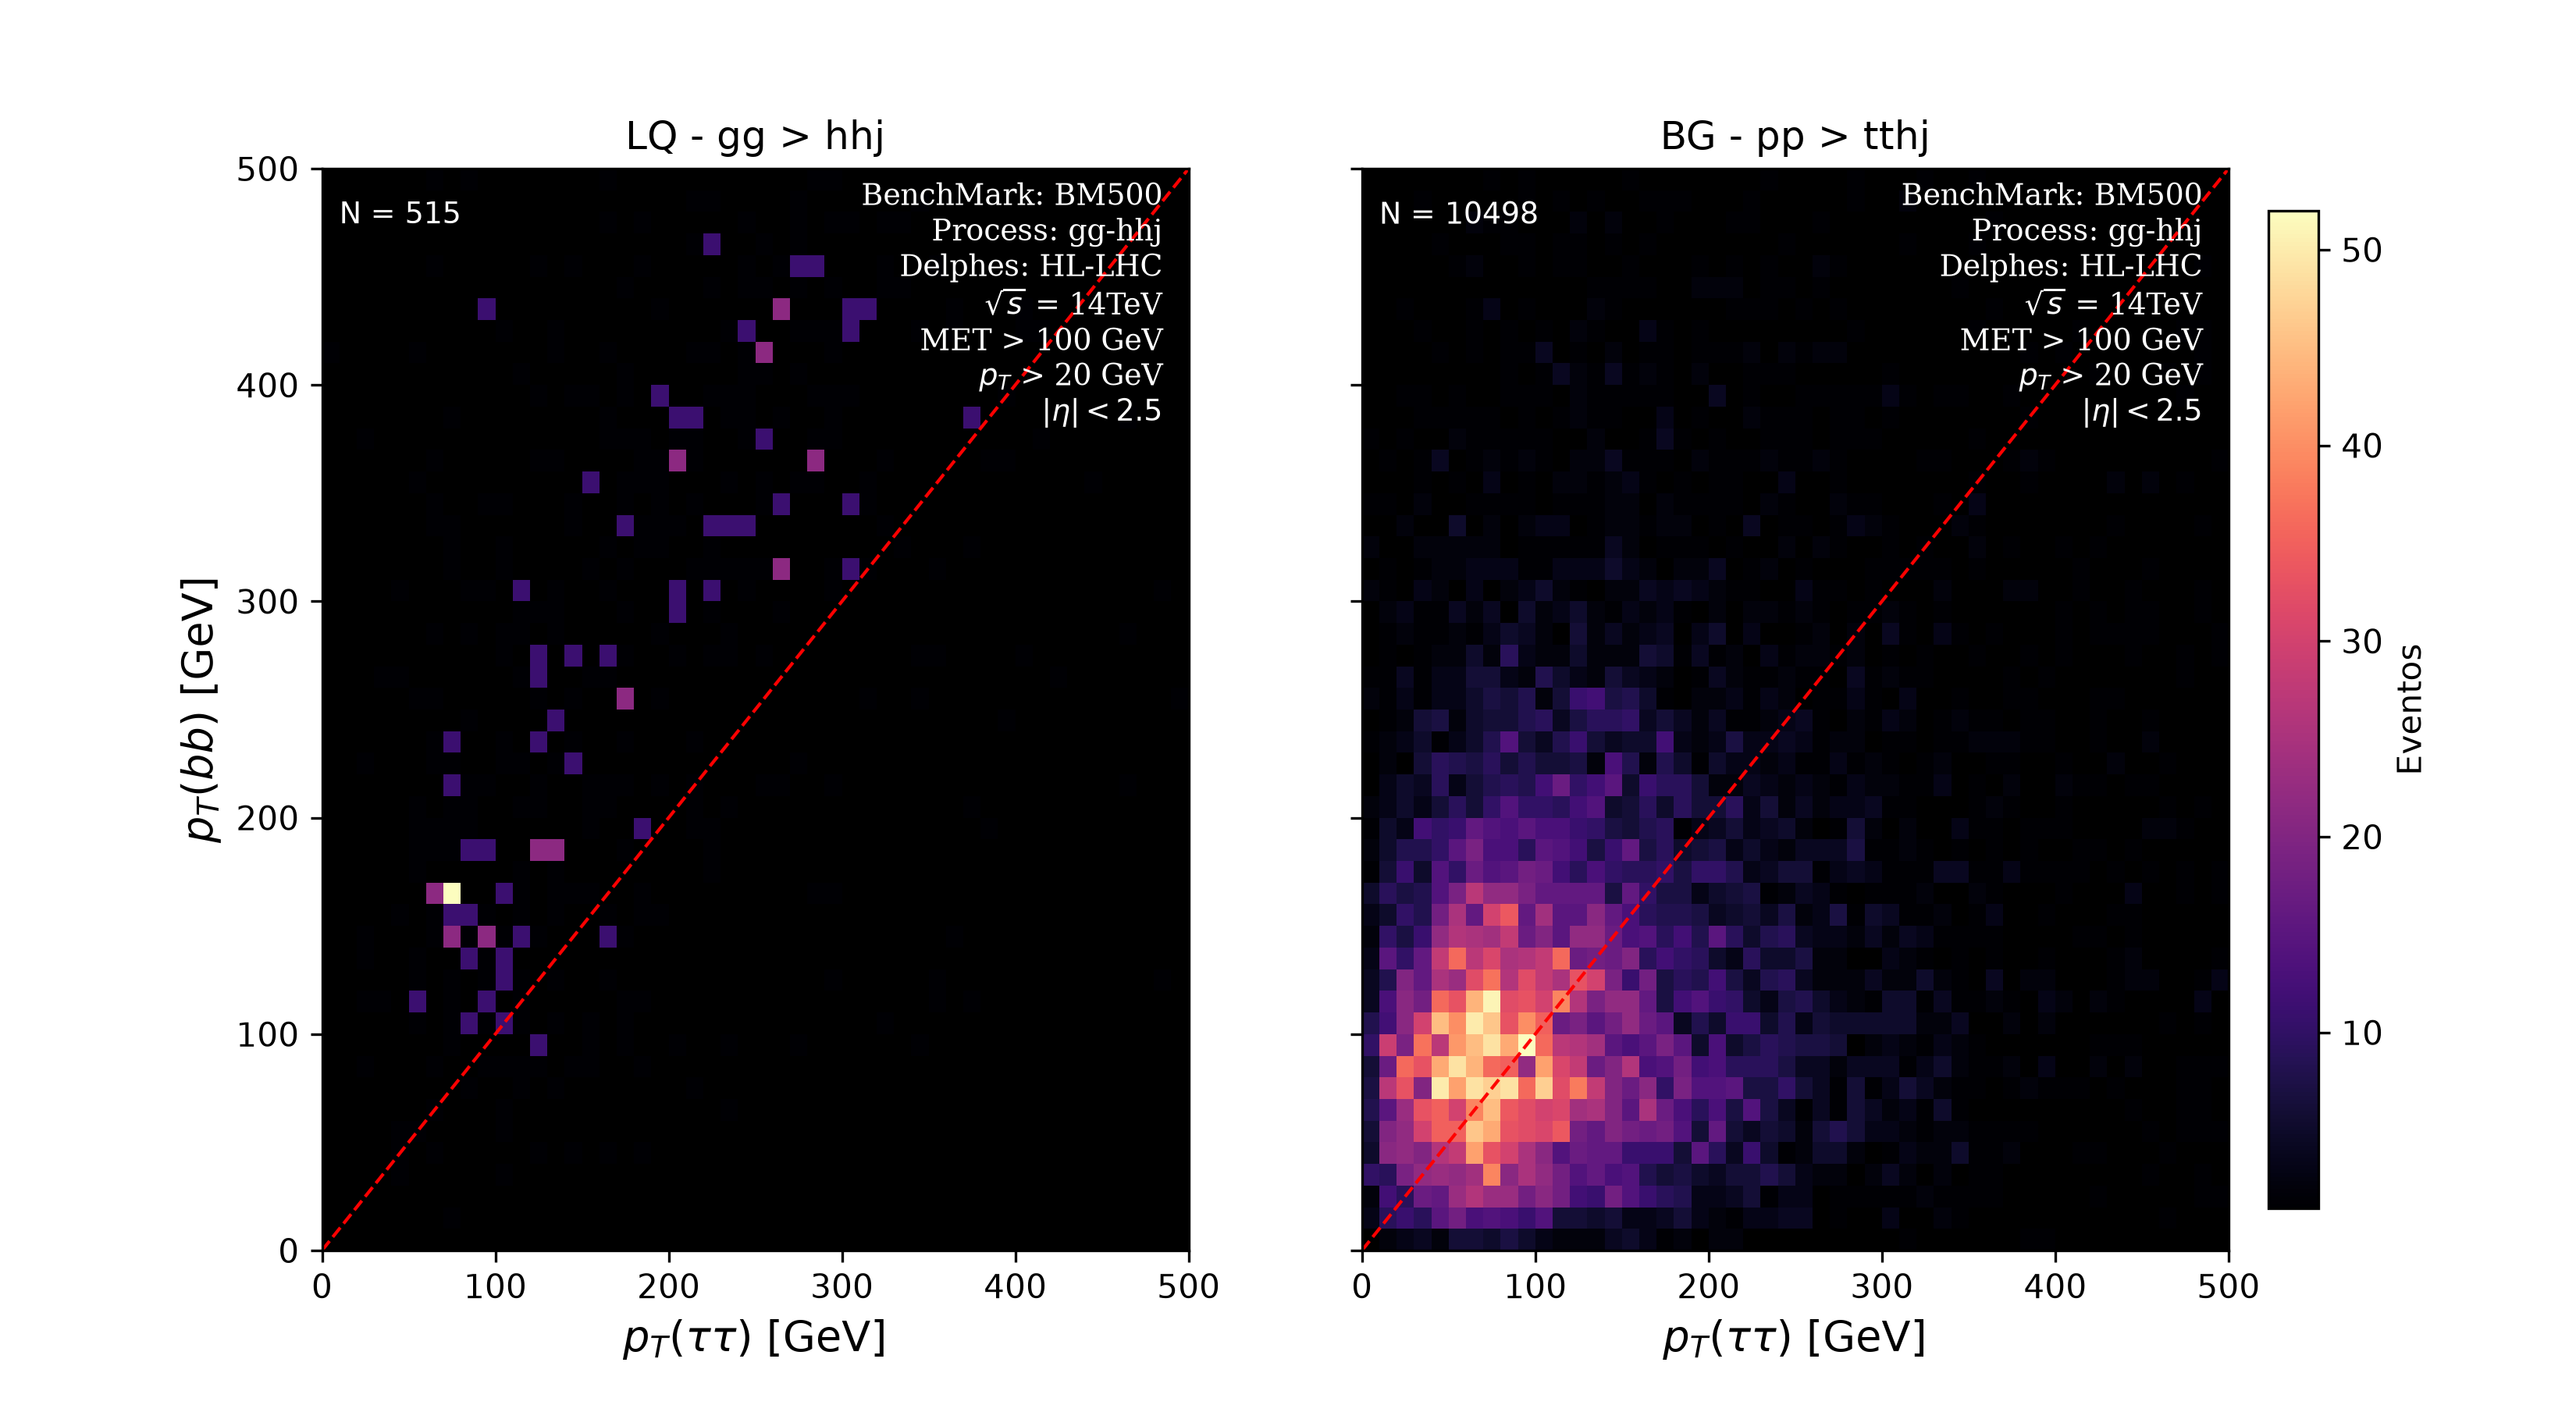 LQ - gg > hhj
N = 515
BenchMark: BM500
Process: gg-hhj
Delphes: HL-LHC
√s = 14TeV
MET > 100 GeV
p_T > 20 GeV
|η| < 2.5
500
400
300
200
100
0
p_T(bb) [GeV]
0 100 200 300 400 500
p_T(ττ) [GeV]
BG - pp > tthj
N = 10498
BenchMark: BM500
Process: gg-hhj
Delphes: HL-LHC
√s = 14TeV
MET > 100 GeV
p_T > 20 GeV
|η| < 2.5
0 100 200 300 400 500
p_T(ττ) [GeV]
50
40
30
20
10
Eventos